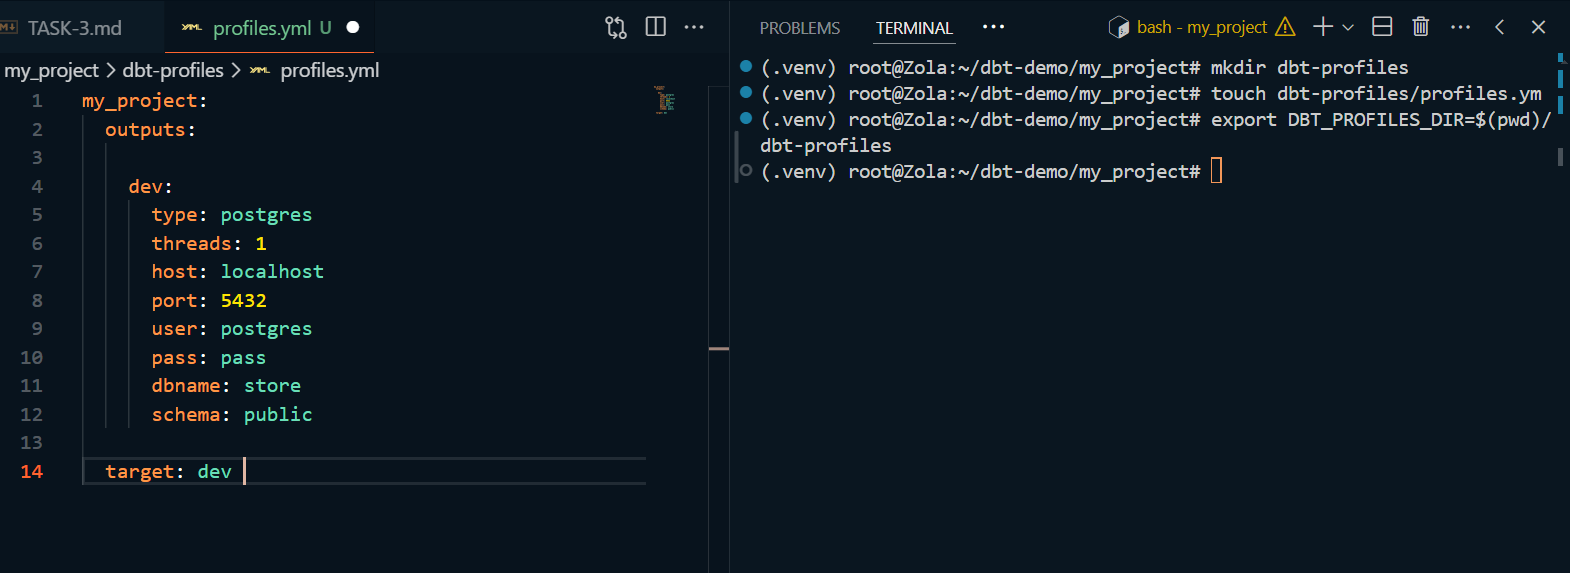 TASK-3.md
profiles.yml U
my_project > dbt-profiles > profiles.yml
1 my_project:
2 outputs:
3
4 dev:
5 type: postgres
6 threads: 1
7 host: localhost
8 port: 5432
9 user: postgres
10 pass: pass
11 dbname: store
12 schema: public
13
14 target: dev
PROBLEMS TERMINAL ··· bash - my_project
(.venv) root@Zola:~/dbt-demo/my_project# mkdir dbt-profiles
(.venv) root@Zola:~/dbt-demo/my_project# touch dbt-profiles/profiles.ym
(.venv) root@Zola:~/dbt-demo/my_project# export DBT_PROFILES_DIR=$(pwd)/
dbt-profiles
(.venv) root@Zola:~/dbt-demo/my_project#